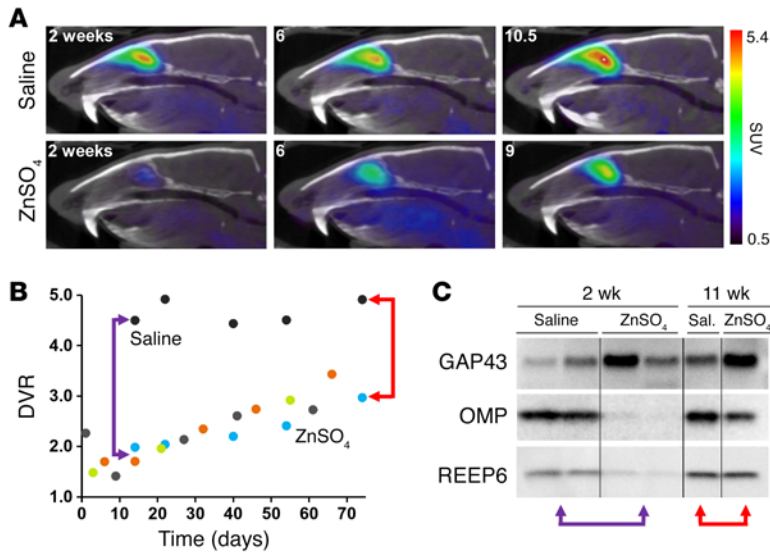 A
Saline
2 weeks
6
10.5
ZnSO4
2 weeks
6
9
5.4
SUV
0.5
B
DVR
5.0
4.0
3.0
2.0
1.0
Saline
ZnSO4
0 10 20 30 40 50 60 70
Time (days)
C
2 wk 11 wk
Saline ZnSO4 Sal. ZnSO4
GAP43
OMP
REEP6